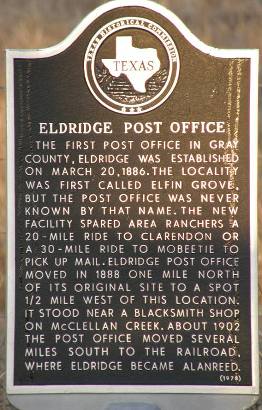 TEXAS HISTORICAL COMMISSION
TEXAS
ELDRIDGE POST OFFICE
THE FIRST POST OFFICE IN GRAY
COUNTY, ELDRIDGE WAS ESTABLISHED
ON MARCH 20, 1886. THE LOCALITY
WAS FIRST CALLED ELFIN GROVE,
BUT THE POST OFFICE WAS NEVER
KNOWN BY THAT NAME. THE NEW
FACILITY SPARED AREA RANCHERS A
20-MILE RIDE TO CLARENDON OR
A 30-MILE RIDE TO MOBEETIE TO
PICK UP MAIL. ELDRIDGE POST OFFICE
MOVED IN 1888 ONE MILE NORTH
OF ITS ORIGINAL SITE TO A SPOT
1/2 MILE WEST OF THIS LOCATION.
IT STOOD NEAR A BLACKSMITH SHOP
ON McCLELLAN CREEK. ABOUT 1902
THE POST OFFICE MOVED SEVERAL
MILES SOUTH TO THE RAILROAD,
WHERE ELDRIDGE BECAME ALANREED.
(1978)